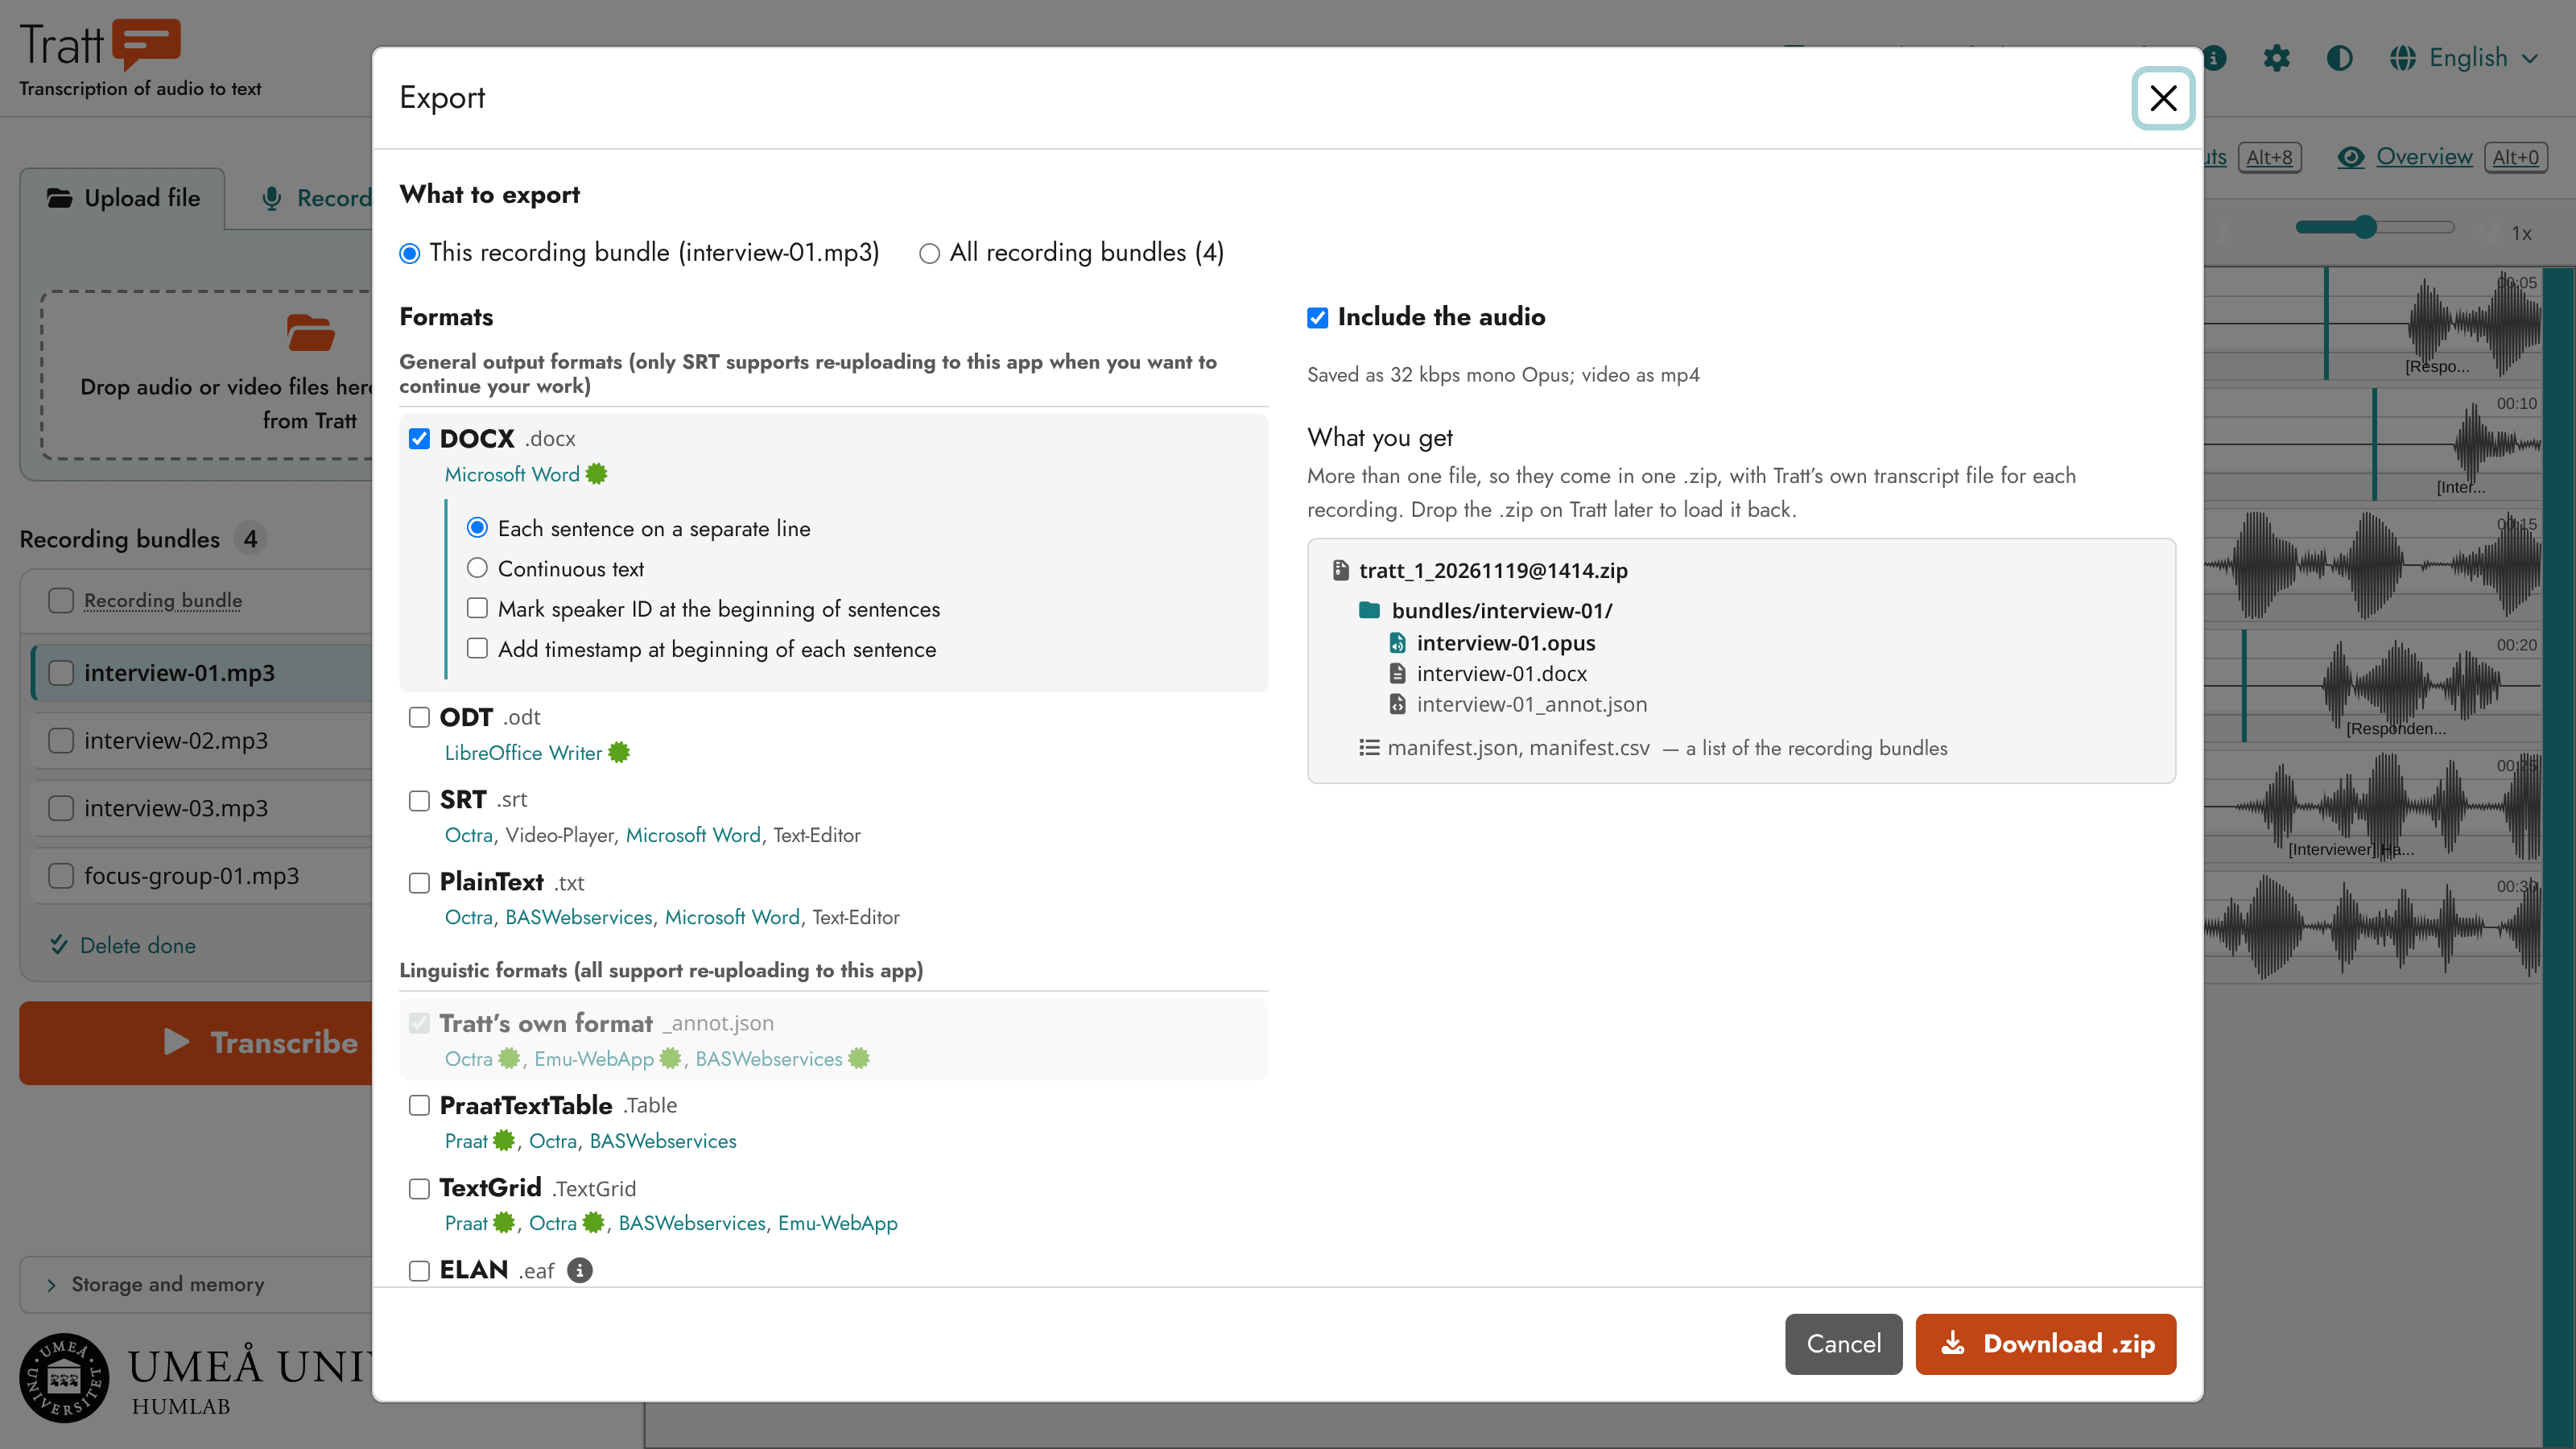 Tratt
Transcription of audio to text
English
Upload file
Record
Alt+8
Overview
Alt+0
1x
Drop audio or video files here
from Tratt
Recording bundles 4
Recording bundle
interview-01.mp3
interview-02.mp3
interview-03.mp3
focus-group-01.mp3
Delete done
Transcribe
Storage and memory
UMEÅ UNI
HUMLAB
Export
What to export
This recording bundle (interview-01.mp3)
All recording bundles (4)
Formats
General output formats (only SRT supports re-uploading to this app when you want to
continue your work)
DOCX .docx
Microsoft Word
Each sentence on a separate line
Continuous text
Mark speaker ID at the beginning of sentences
Add timestamp at beginning of each sentence
ODT .odt
LibreOffice Writer
SRT .srt
Octra, Video-Player, Microsoft Word, Text-Editor
PlainText .txt
Octra, BASWebservices, Microsoft Word, Text-Editor
Linguistic formats (all support re-uploading to this app)
Tratt’s own format _annot.json
Octra, Emu-WebApp, BASWebservices
PraatTextTable .Table
Praat, Octra, BASWebservices
TextGrid .TextGrid
Praat, Octra, BASWebservices, Emu-WebApp
ELAN .eaf
Include the audio
Saved as 32 kbps mono Opus; video as mp4
What you get
More than one file, so they come in one .zip, with Tratt’s own transcript file for each
recording. Drop the .zip on Tratt later to load it back.
tratt_1_20261119@1414.zip
bundles/interview-01/
interview-01.opus
interview-01.docx
interview-01_annot.json
manifest.json, manifest.csv — a list of the recording bundles
Cancel
Download .zip
00:05
[Respo...
00:10
[Inter...
00:15
00:20
[Responden...
00:25
[Interviewer] Ha...
00:30